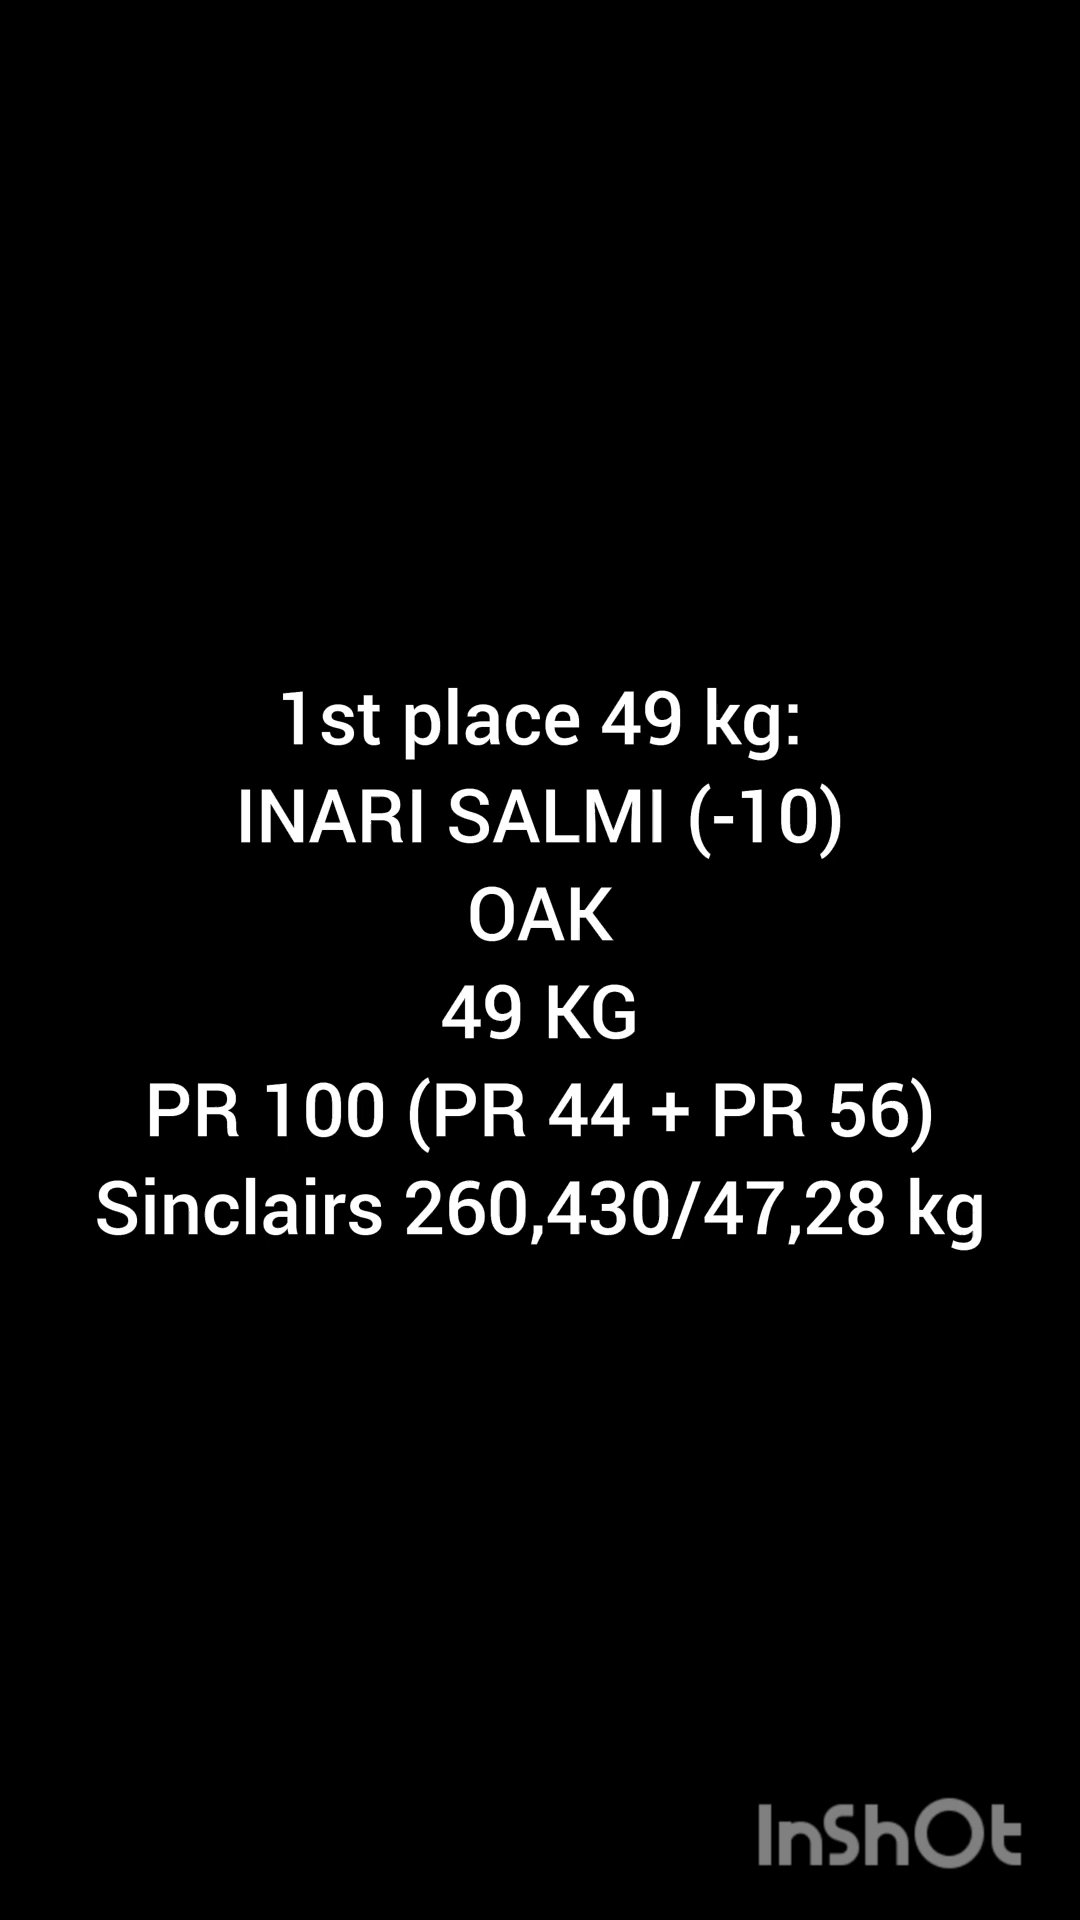 1st place 49 kg:
INARI SALMI (-10)
OAK
49 KG
PR 100 (PR 44 + PR 56)
Sinclairs 260,430/47,28 kg
InShOt